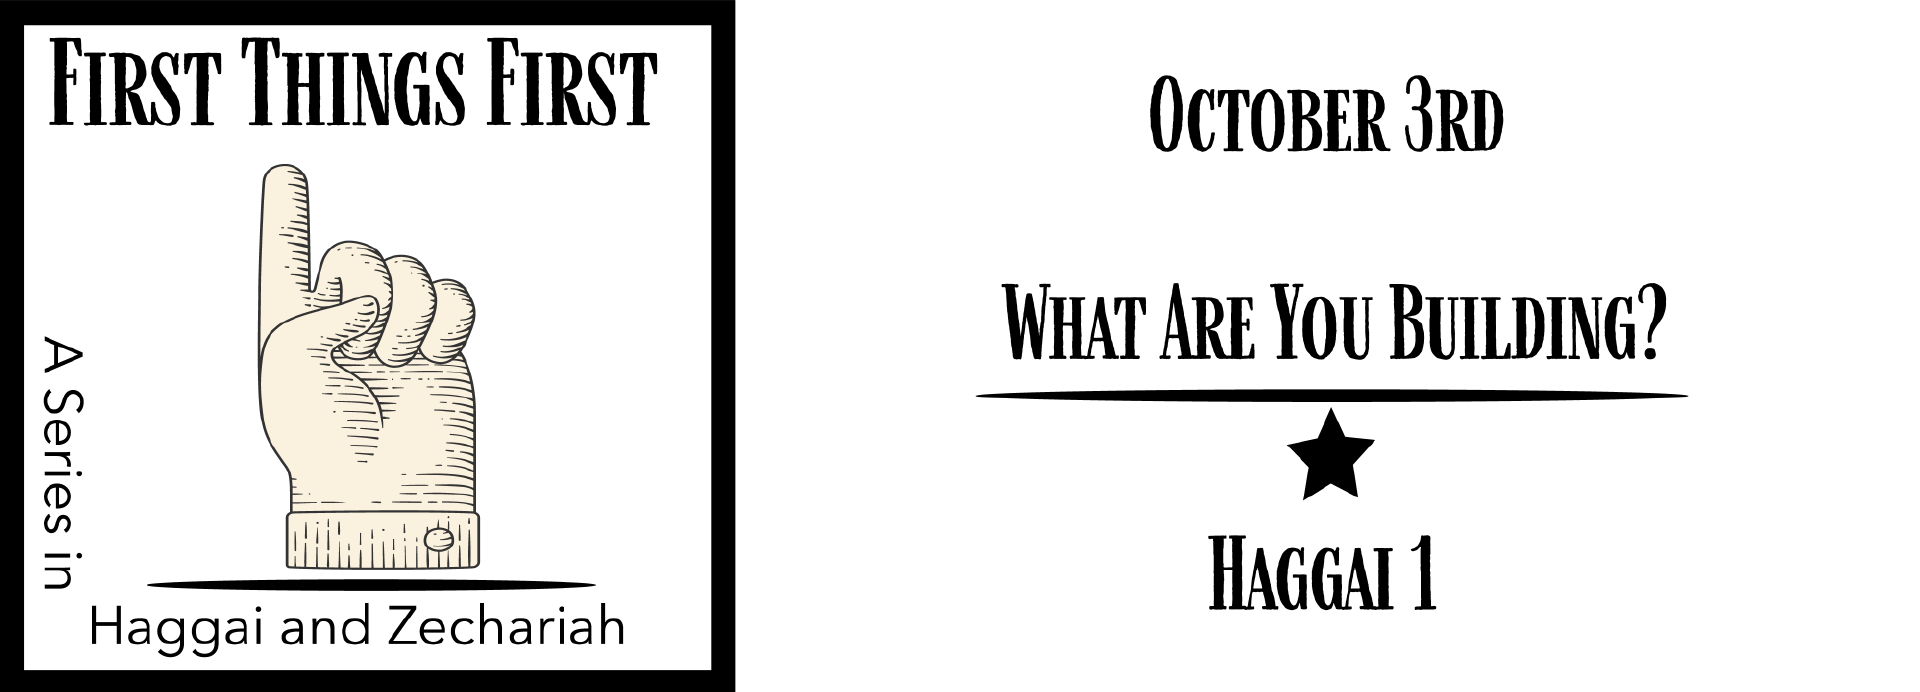 First Things First
A Series in
Haggai and Zechariah
October 3rd
What Are You Building?
Haggai 1